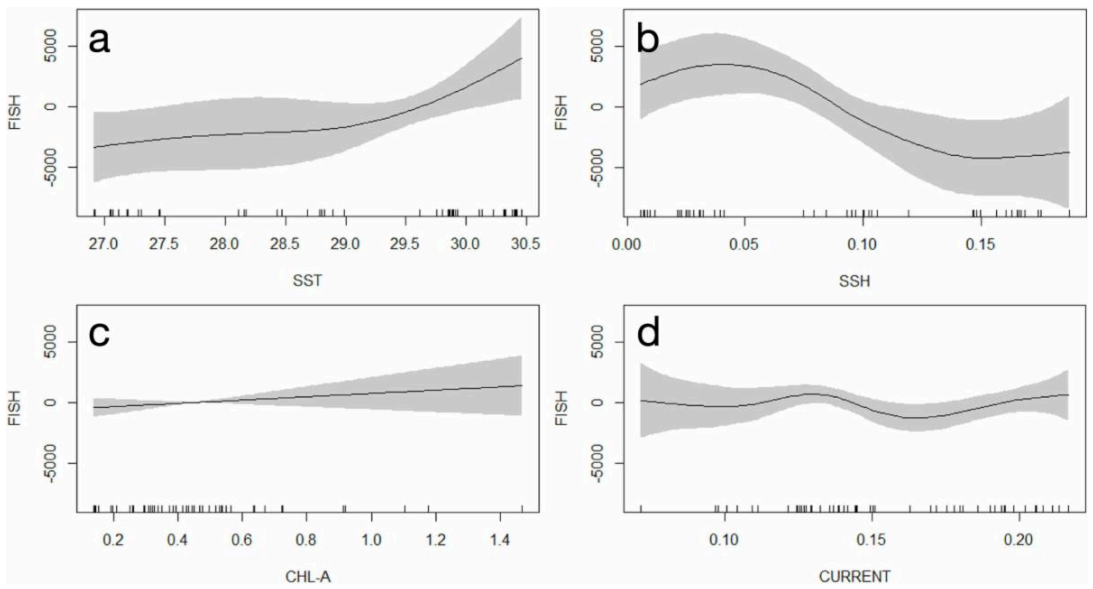 a
5000
0
-5000
FISH
27.0 27.5 28.0 28.5 29.0 29.5 30.0 30.5
SST
b
5000
0
-5000
FISH
0.00 0.05 0.10 0.15
SSH
c
5000
0
-5000
FISH
0.2 0.4 0.6 0.8 1.0 1.2 1.4
CHL-A
d
5000
0
-5000
FISH
0.10 0.15 0.20
CURRENT